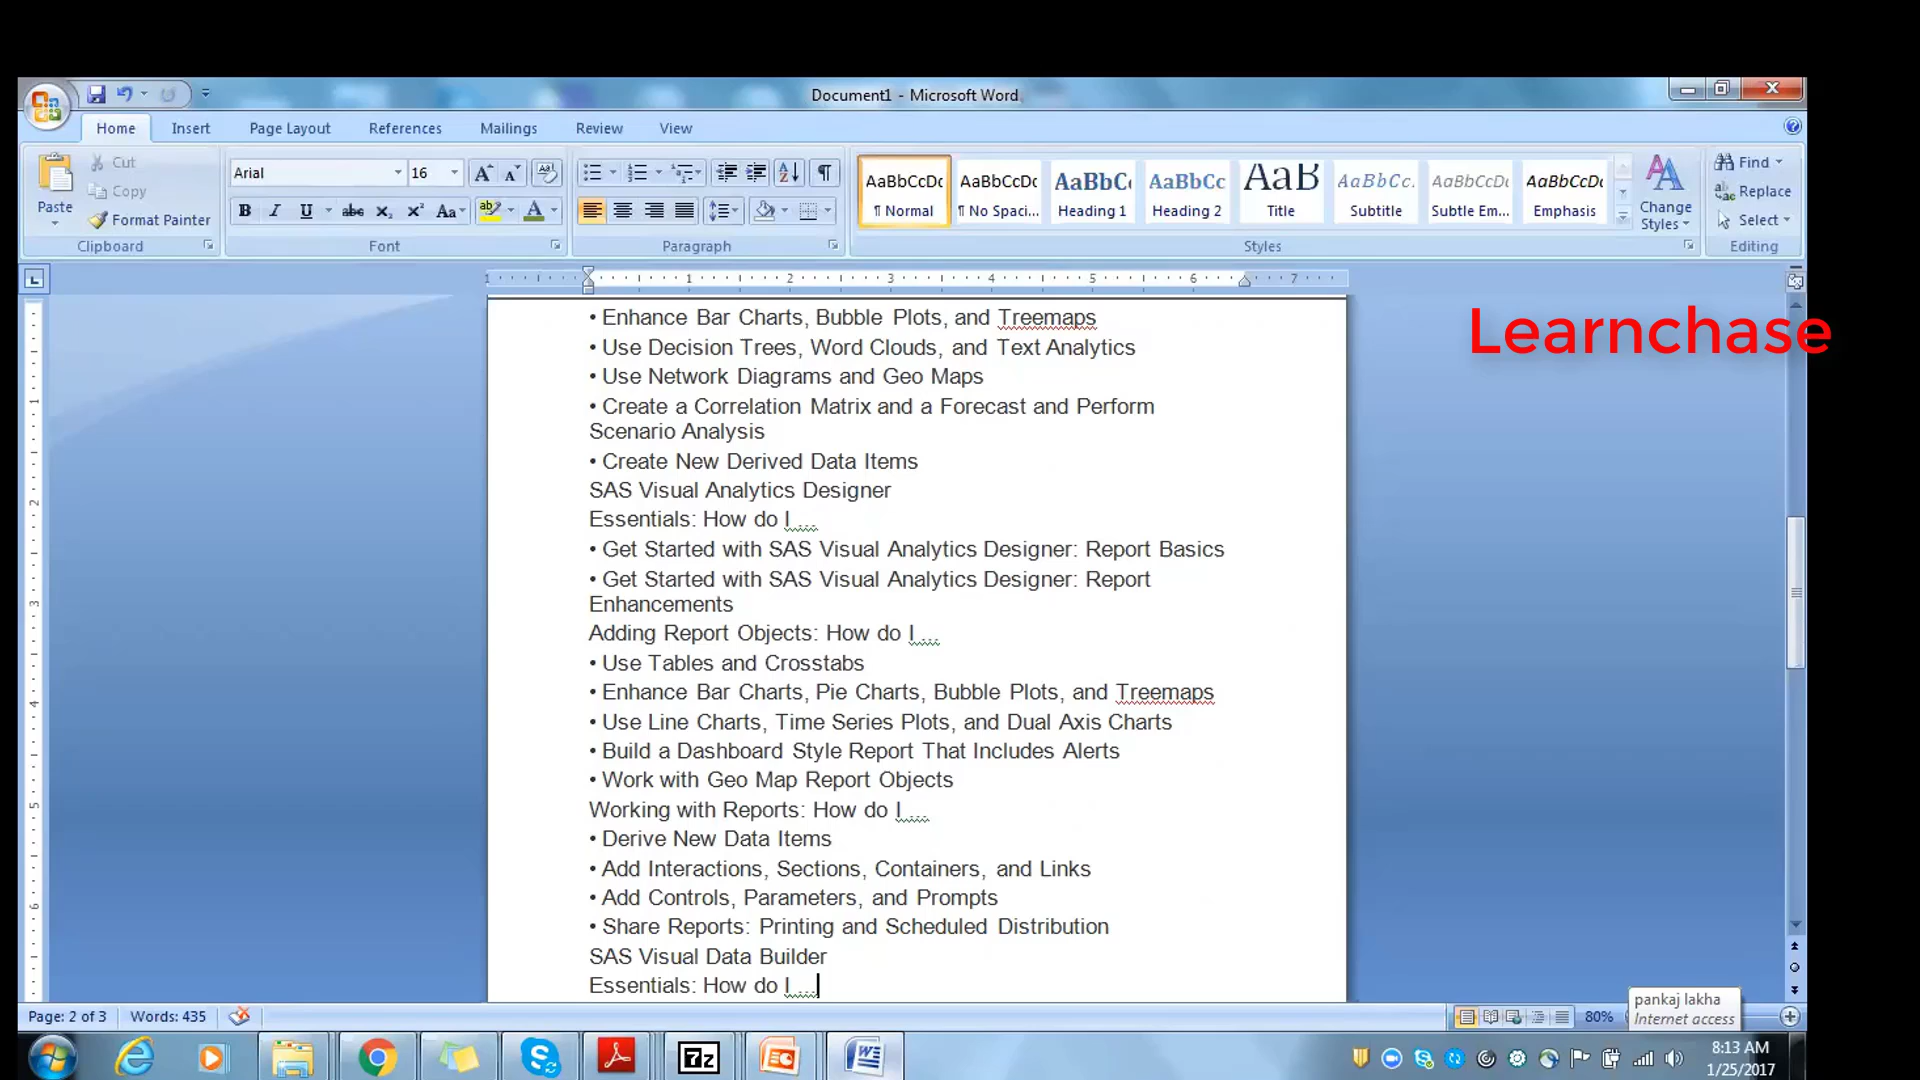 Document1 - Microsoft Word
Home Insert Page Layout References Mailings Review View
Paste
Cut
Copy
Format Painter
Clipboard
Arial 16
Font
Paragraph
AaBbCcDc AaBbCcDc AaBbC AaBbCc AaB AaBbCc. AaBbCcDc AaBbCcDc
¶ Normal ¶ No Spaci... Heading 1 Heading 2 Title Subtitle Subtle Em... Emphasis
Change Styles
Styles
Find
Replace
Select
Editing
1 1 2 3 4 5 6 7
Learnchase
• Enhance Bar Charts, Bubble Plots, and Treemaps
• Use Decision Trees, Word Clouds, and Text Analytics
• Use Network Diagrams and Geo Maps
• Create a Correlation Matrix and a Forecast and Perform
Scenario Analysis
• Create New Derived Data Items
SAS Visual Analytics Designer
Essentials: How do I ...
• Get Started with SAS Visual Analytics Designer: Report Basics
• Get Started with SAS Visual Analytics Designer: Report
Enhancements
Adding Report Objects: How do I ...
• Use Tables and Crosstabs
• Enhance Bar Charts, Pie Charts, Bubble Plots, and Treemaps
• Use Line Charts, Time Series Plots, and Dual Axis Charts
• Build a Dashboard Style Report That Includes Alerts
• Work with Geo Map Report Objects
Working with Reports: How do I ...
• Derive New Data Items
• Add Interactions, Sections, Containers, and Links
• Add Controls, Parameters, and Prompts
• Share Reports: Printing and Scheduled Distribution
SAS Visual Data Builder
Essentials: How do I ...
pankaj lakha
Internet access
Page: 2 of 3 Words: 435 80%
8:13 AM
1/25/2017